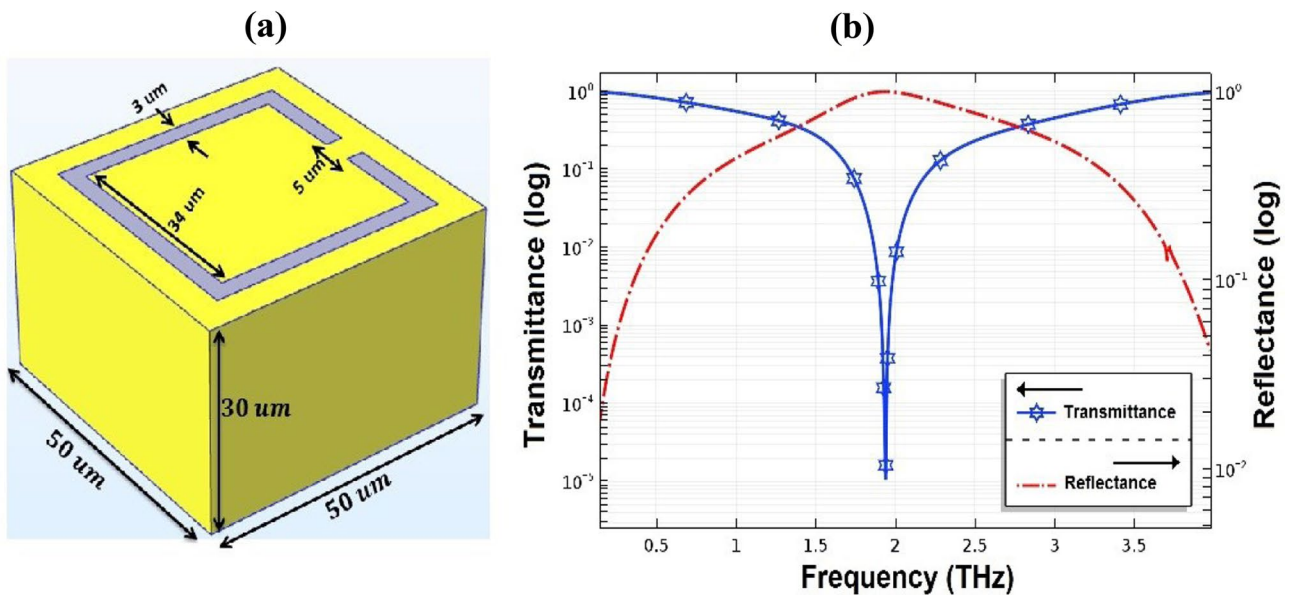 (a)
3 um
5 um
34 um
30 um
50 um
50 um
(b)
Transmittance (log)
10⁰
10⁻¹
10⁻²
10⁻³
10⁻⁴
10⁻⁵
0.5 1 1.5 2 2.5 3 3.5
Frequency (THz)
10⁰
10⁻¹
10⁻²
Reflectance (log)
Transmittance
Reflectance